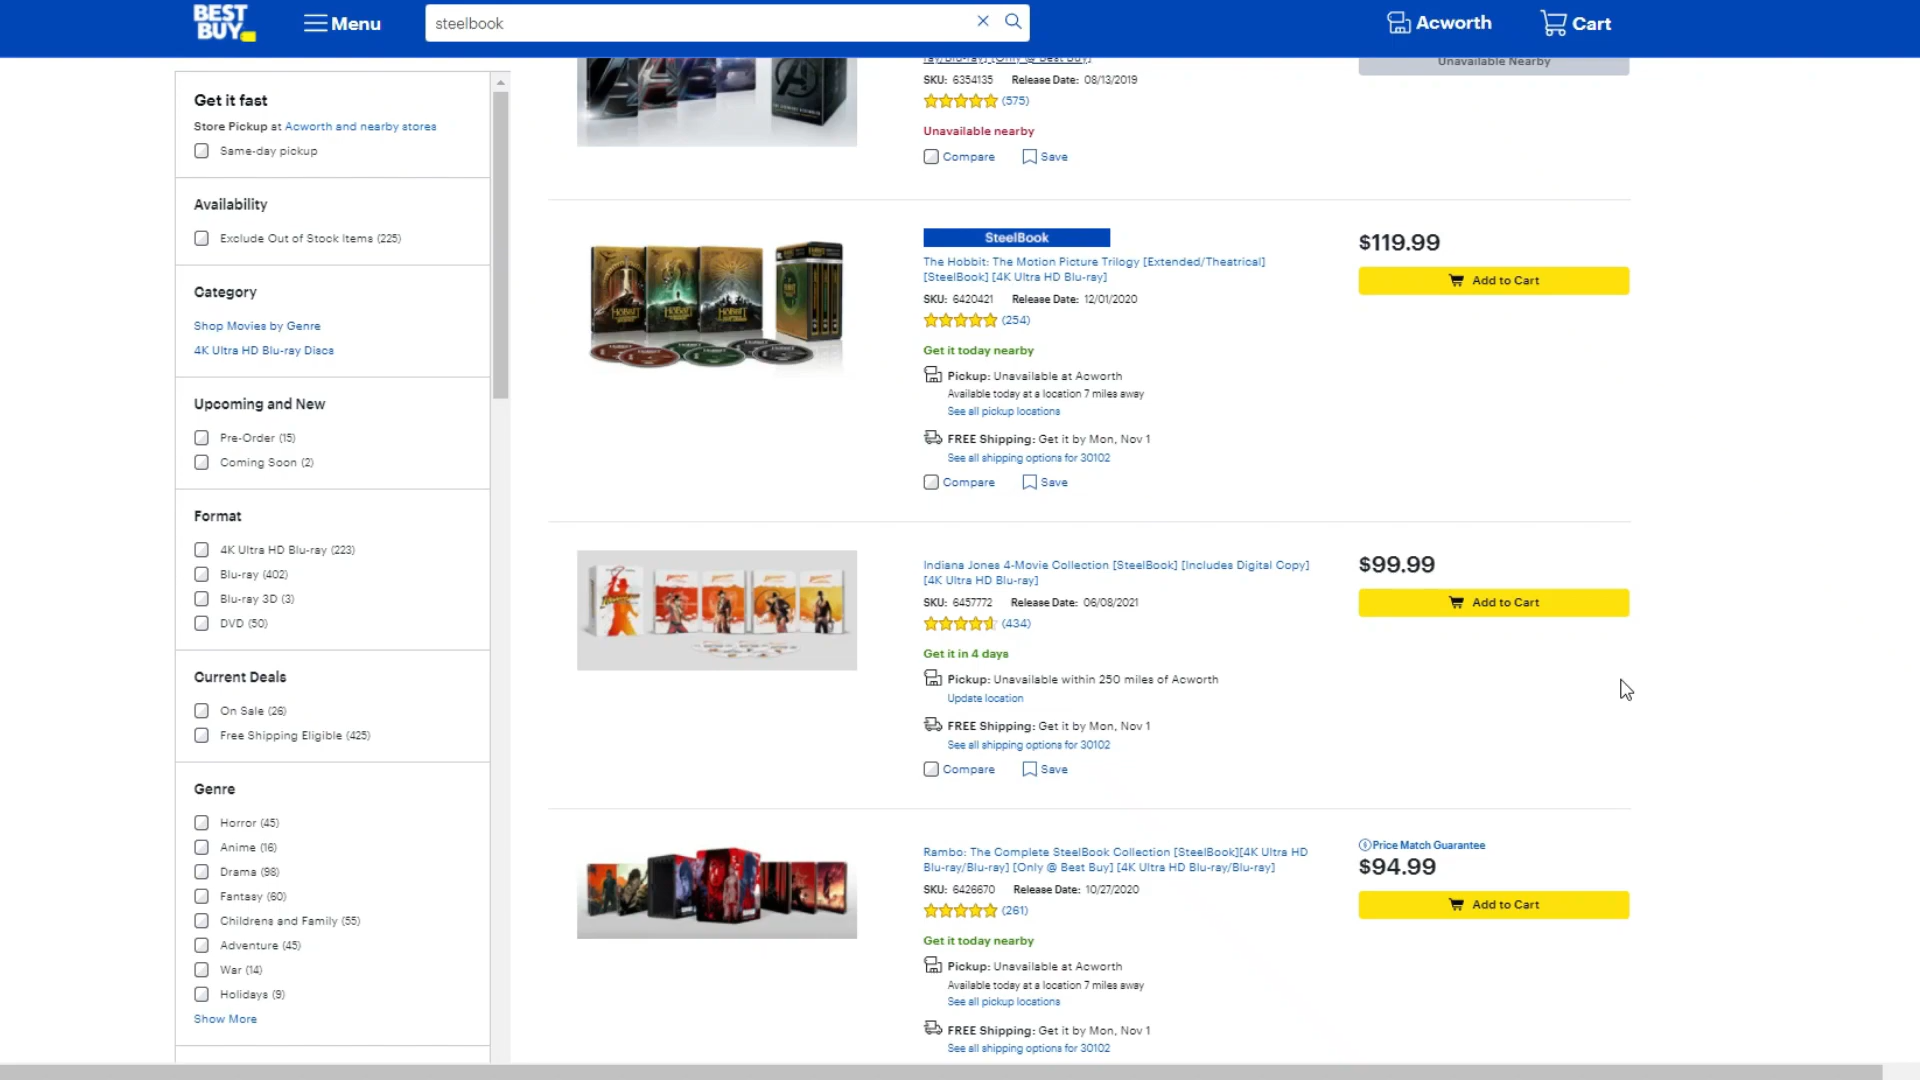 BEST BUY
Menu
steelbook
Acworth
Cart
Get it fast
Store Pickup at Acworth and nearby stores
Same-day pickup
Availability
Exclude Out of Stock Items (225)
Category
Shop Movies by Genre
4K Ultra HD Blu-ray Discs
Upcoming and New
Pre-Order (15)
Coming Soon (2)
Format
4K Ultra HD Blu-ray (223)
Blu-ray (402)
Blu-ray 3D (3)
DVD (50)
Current Deals
On Sale (26)
Free Shipping Eligible (425)
Genre
Horror (45)
Anime (16)
Drama (98)
Fantasy (60)
Childrens and Family (55)
Adventure (45)
War (14)
Holidays (9)
Show More
ray/Blu-ray] [Only @ Best Buy]
SKU: 6354135 Release Date: 08/13/2019
(575)
Unavailable nearby
Compare Save
Unavailable Nearby
SteelBook
The Hobbit: The Motion Picture Trilogy [Extended/Theatrical]
[SteelBook] [4K Ultra HD Blu-ray]
SKU: 6420421 Release Date: 12/01/2020
(254)
Get it today nearby
Pickup: Unavailable at Acworth
Available today at a location 7 miles away
See all pickup locations
FREE Shipping: Get it by Mon, Nov 1
See all shipping options for 30102
Compare Save
$119.99
Add to Cart
Indiana Jones 4-Movie Collection [SteelBook] [Includes Digital Copy]
[4K Ultra HD Blu-ray]
SKU: 6457772 Release Date: 06/08/2021
(434)
Get it in 4 days
Pickup: Unavailable within 250 miles of Acworth
Update location
FREE Shipping: Get it by Mon, Nov 1
See all shipping options for 30102
Compare Save
$99.99
Add to Cart
Rambo: The Complete SteelBook Collection [SteelBook][4K Ultra HD
Blu-ray/Blu-ray] [Only @ Best Buy] [4K Ultra HD Blu-ray/Blu-ray]
SKU: 6426670 Release Date: 10/27/2020
(261)
Get it today nearby
Pickup: Unavailable at Acworth
Available today at a location 7 miles away
See all pickup locations
FREE Shipping: Get it by Mon, Nov 1
See all shipping options for 30102
Price Match Guarantee
$94.99
Add to Cart